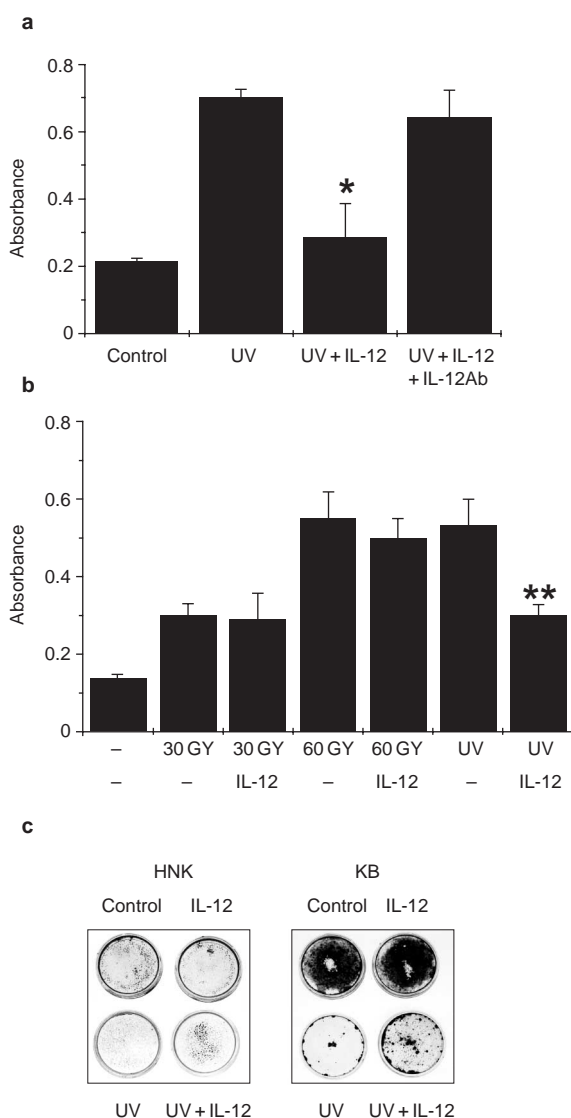 a
0.8
0.6
0.4
0.2
0
Absorbance
*
Control UV UV + IL-12 UV + IL-12
+ IL-12Ab
b
0.8
0.6
0.4
0.2
0
Absorbance
**
– 30 GY 30 GY 60 GY 60 GY UV UV
– – IL-12 – IL-12 – IL-12
c
HNK KB
Control IL-12 Control IL-12
UV UV + IL-12 UV UV + IL-12